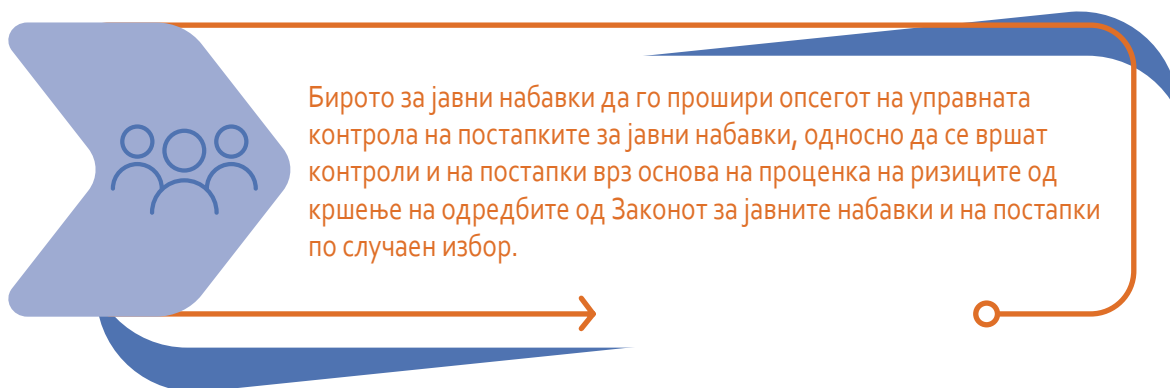 Бирото за јавни набавки да го прошири опсегот на управната
контрола на постапките за јавни набавки, односно да се вршат
контроли и на постапки врз основа на проценка на ризиците од
кршење на одредбите од Законот за јавните набавки и на постапки
по случаен избор.